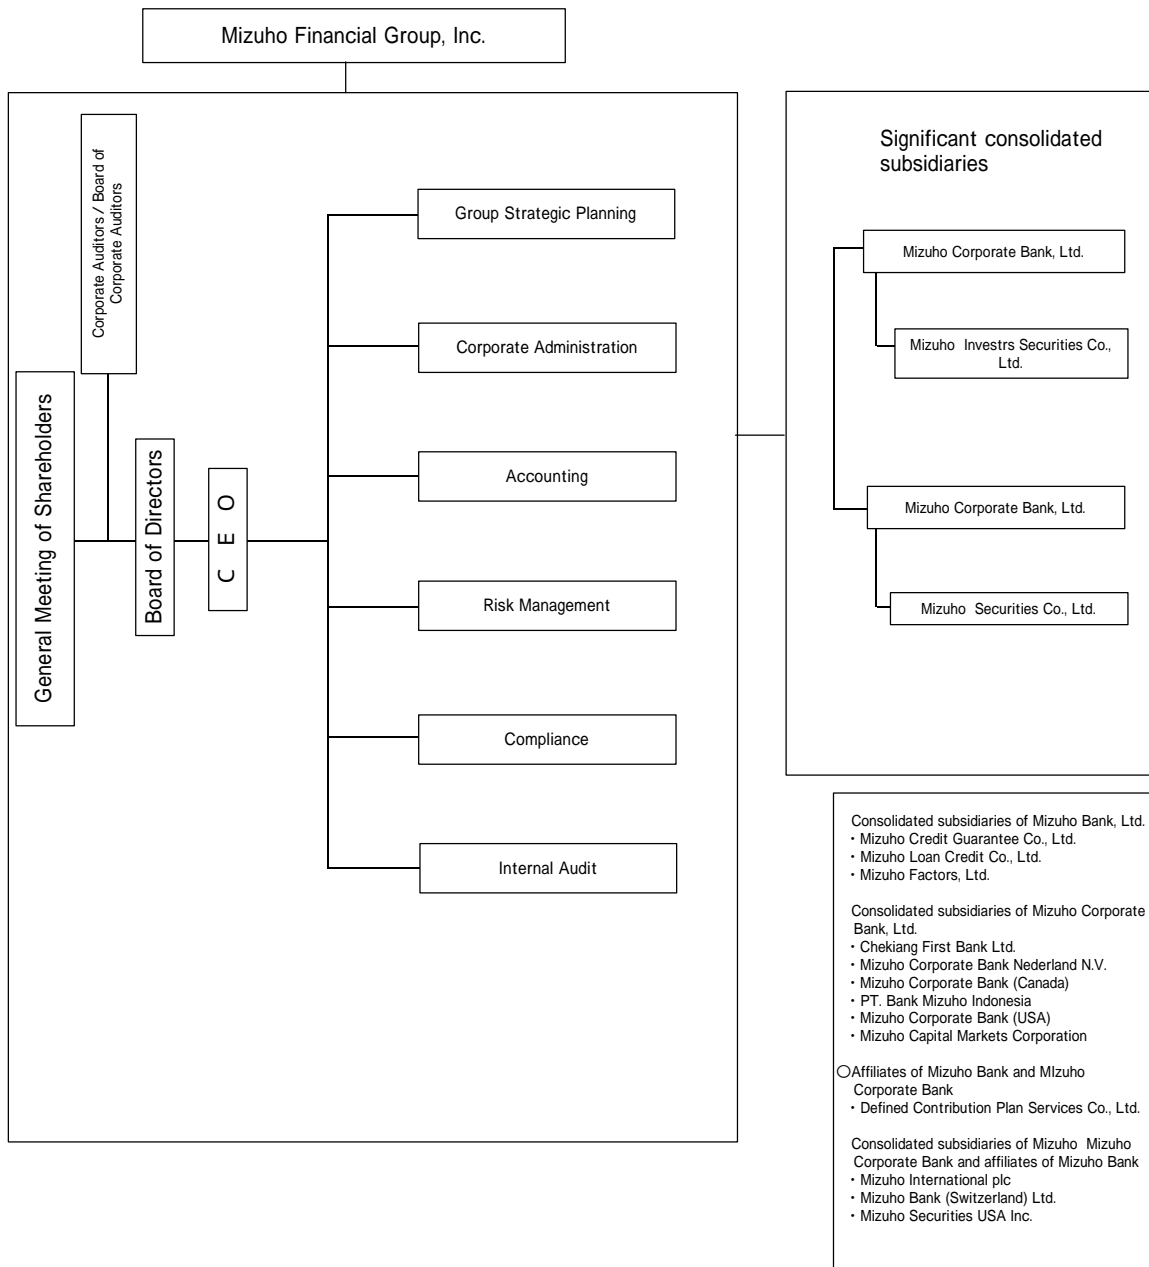 Mizuho Financial Group, Inc.
Corporate Auditors / Board of
Corporate Auditors
General Meeting of Shareholders
Board of Directors
C E O
Group Strategic Planning
Corporate Administration
Accounting
Risk Management
Compliance
Internal Audit
Significant consolidated
subsidiaries
Mizuho Corporate Bank, Ltd.
Mizuho Investrs Securities Co.,
Ltd.
Mizuho Corporate Bank, Ltd.
Mizuho Securities Co., Ltd.
Consolidated subsidiaries of Mizuho Bank, Ltd.
・Mizuho Credit Guarantee Co., Ltd.
・Mizuho Loan Credit Co., Ltd.
・Mizuho Factors, Ltd.
Consolidated subsidiaries of Mizuho Corporate
Bank, Ltd.
・Chekiang First Bank Ltd.
・Mizuho Corporate Bank Nederland N.V.
・Mizuho Corporate Bank (Canada)
・PT. Bank Mizuho Indonesia
・Mizuho Corporate Bank (USA)
・Mizuho Capital Markets Corporation
○Affiliates of Mizuho Bank and MIzuho
Corporate Bank
・Defined Contribution Plan Services Co., Ltd.
Consolidated subsidiaries of Mizuho Mizuho
Corporate Bank and affiliates of Mizuho Bank
・Mizuho International plc
・Mizuho Bank (Switzerland) Ltd.
・Mizuho Securities USA Inc.